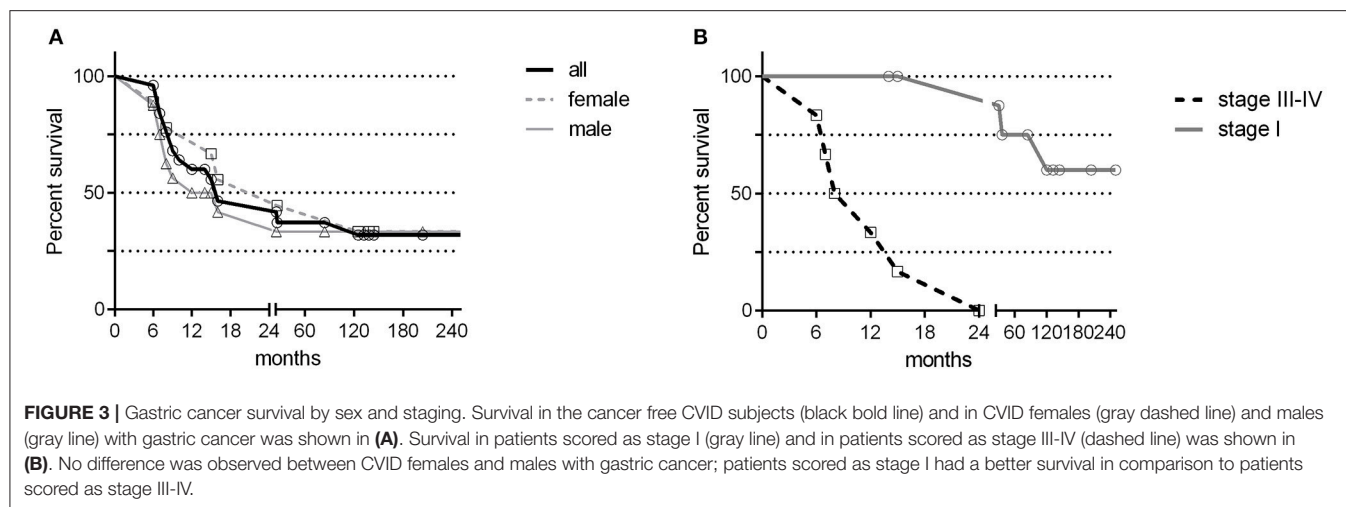 A
B
100
50
0
Percent survival
0 6 12 18 24 60 120 180 240
months
all
female
male
100
50
0
Percent survival
0 6 12 18 24 60 120 180 240
months
stage III-IV
stage I
FIGURE 3 | Gastric cancer survival by sex and staging. Survival in the cancer free CVID subjects (black bold line) and in CVID females (gray dashed line) and males
(gray line) with gastric cancer was shown in (A). Survival in patients scored as stage I (gray line) and in patients scored as stage III-IV (dashed line) was shown in
(B). No difference was observed between CVID females and males with gastric cancer; patients scored as stage I had a better survival in comparison to patients
scored as stage III-IV.